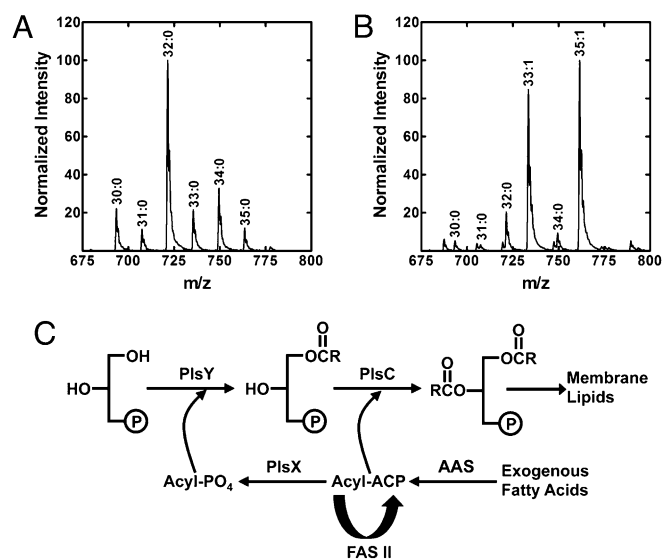 A
Normalized Intensity
120
100
80
60
40
20
30:0
31:0
32:0
33:0
34:0
35:0
675
700
725
750
775
800
m/z
B
Normalized Intensity
120
100
80
60
40
20
30:0
31:0
32:0
33:1
34:0
35:1
675
700
725
750
775
800
m/z
C
OH
HO
P
PlsY
O
OCR
HO
P
PlsC
O
OCR
O
RCO
P
Membrane
Lipids
Acyl-PO4
PlsX
Acyl-ACP
AAS
Exogenous
Fatty Acids
FAS II